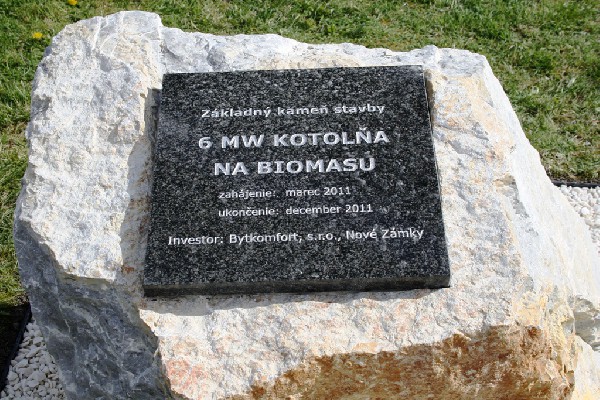 Základný kameň stavby
6 MW KOTOLŇA
NA BIOMASU
zahájenie: marec 2011
ukončenie: december 2011
Investor: Bytkomfort, s.r.o., Nové Zámky